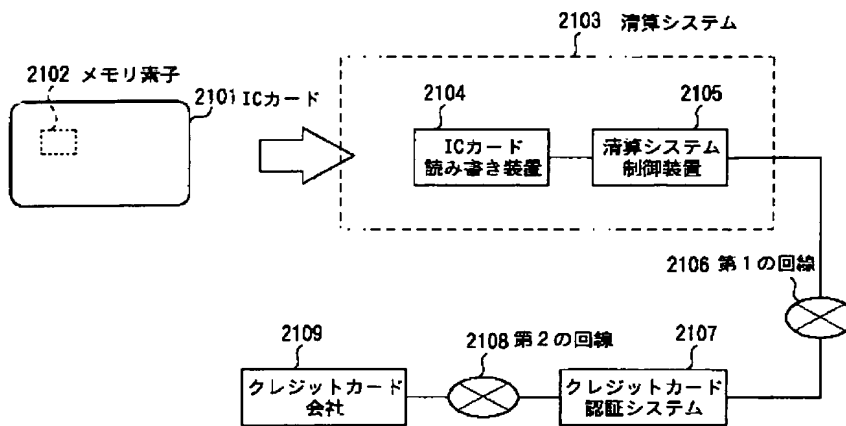 2103 清算システム
2102 メモリ素子
2101 ICカード
2104
2105
ICカード
読み書き装置
清算システム
制御装置
2106 第1の回線
2109
2108 第2の回線
2107
クレジットカード
会社
クレジットカード
認証システム